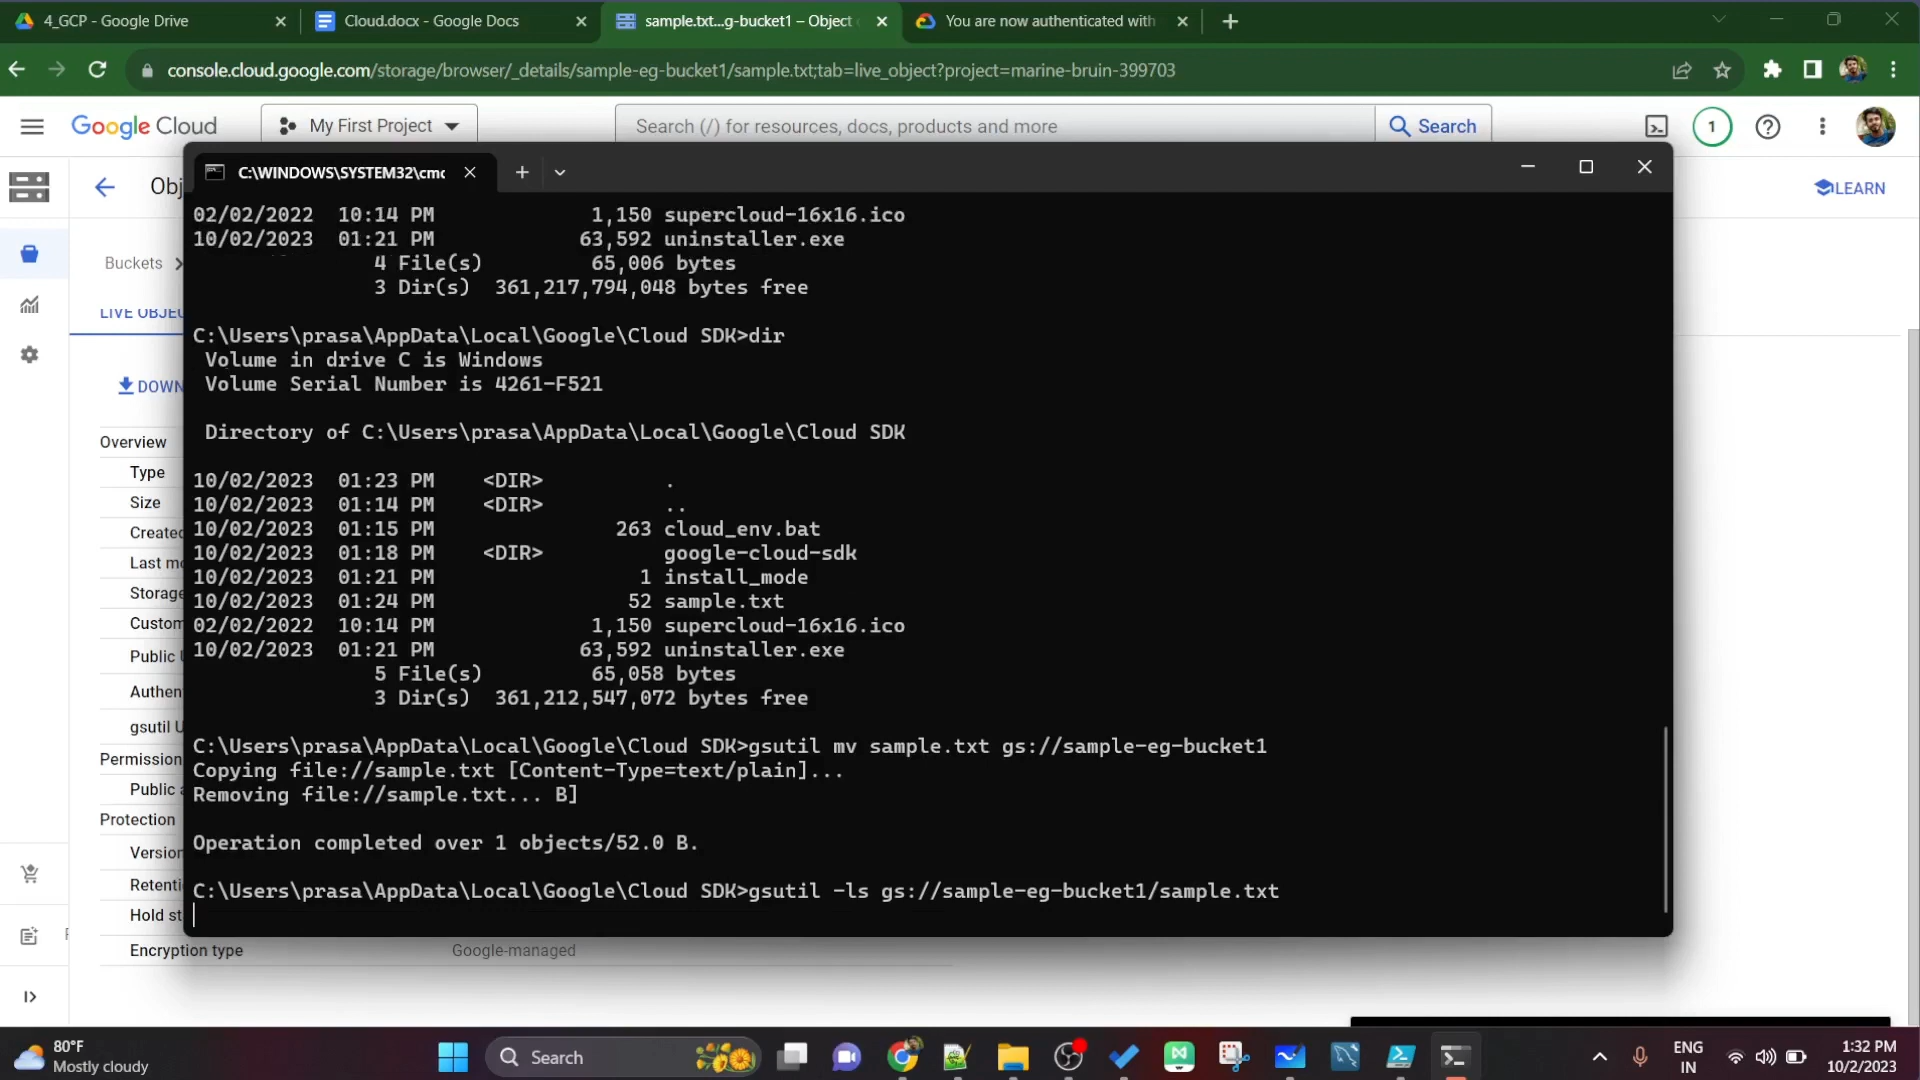 4_GCP - Google Drive
Cloud.docx - Google Docs
sample.txt...g-bucket1 – Object
You are now authenticated with
console.cloud.google.com/storage/browser/_details/sample-eg-bucket1/sample.txt;tab=live_object?project=marine-bruin-399703
Google Cloud
My First Project
Search (/) for resources, docs, products and more
Search
1
Obj
LEARN
C:\WINDOWS\SYSTEM32\cmd
Buckets
LIVE OBJEC
DOWN
Overview
Type
Size
Created
Last mo
Storage
Custom
Public U
Authen
gsutil U
Permission
Public a
Protection
Version
Retenti
Hold st
Encryption type
Google-managed
02/02/2022  10:14 PM             1,150 supercloud-16x16.ico
10/02/2023  01:21 PM            63,592 uninstaller.exe
4 File(s)         65,006 bytes
3 Dir(s)  361,217,794,048 bytes free
C:\Users\prasa\AppData\Local\Google\Cloud SDK>dir
Volume in drive C is Windows
Volume Serial Number is 4261-F521
Directory of C:\Users\prasa\AppData\Local\Google\Cloud SDK
10/02/2023  01:23 PM    <DIR>          .
10/02/2023  01:14 PM    <DIR>          ..
10/02/2023  01:15 PM               263 cloud_env.bat
10/02/2023  01:18 PM    <DIR>          google-cloud-sdk
10/02/2023  01:21 PM                 1 install_mode
10/02/2023  01:24 PM                52 sample.txt
02/02/2022  10:14 PM             1,150 supercloud-16x16.ico
10/02/2023  01:21 PM            63,592 uninstaller.exe
5 File(s)         65,058 bytes
3 Dir(s)  361,212,547,072 bytes free
C:\Users\prasa\AppData\Local\Google\Cloud SDK>gsutil mv sample.txt gs://sample-eg-bucket1
Copying file://sample.txt [Content-Type=text/plain]...
Removing file://sample.txt... B]
Operation completed over 1 objects/52.0 B.
C:\Users\prasa\AppData\Local\Google\Cloud SDK>gsutil -ls gs://sample-eg-bucket1/sample.txt
80°F
Mostly cloudy
Search
ENG
IN
1:32 PM
10/2/2023